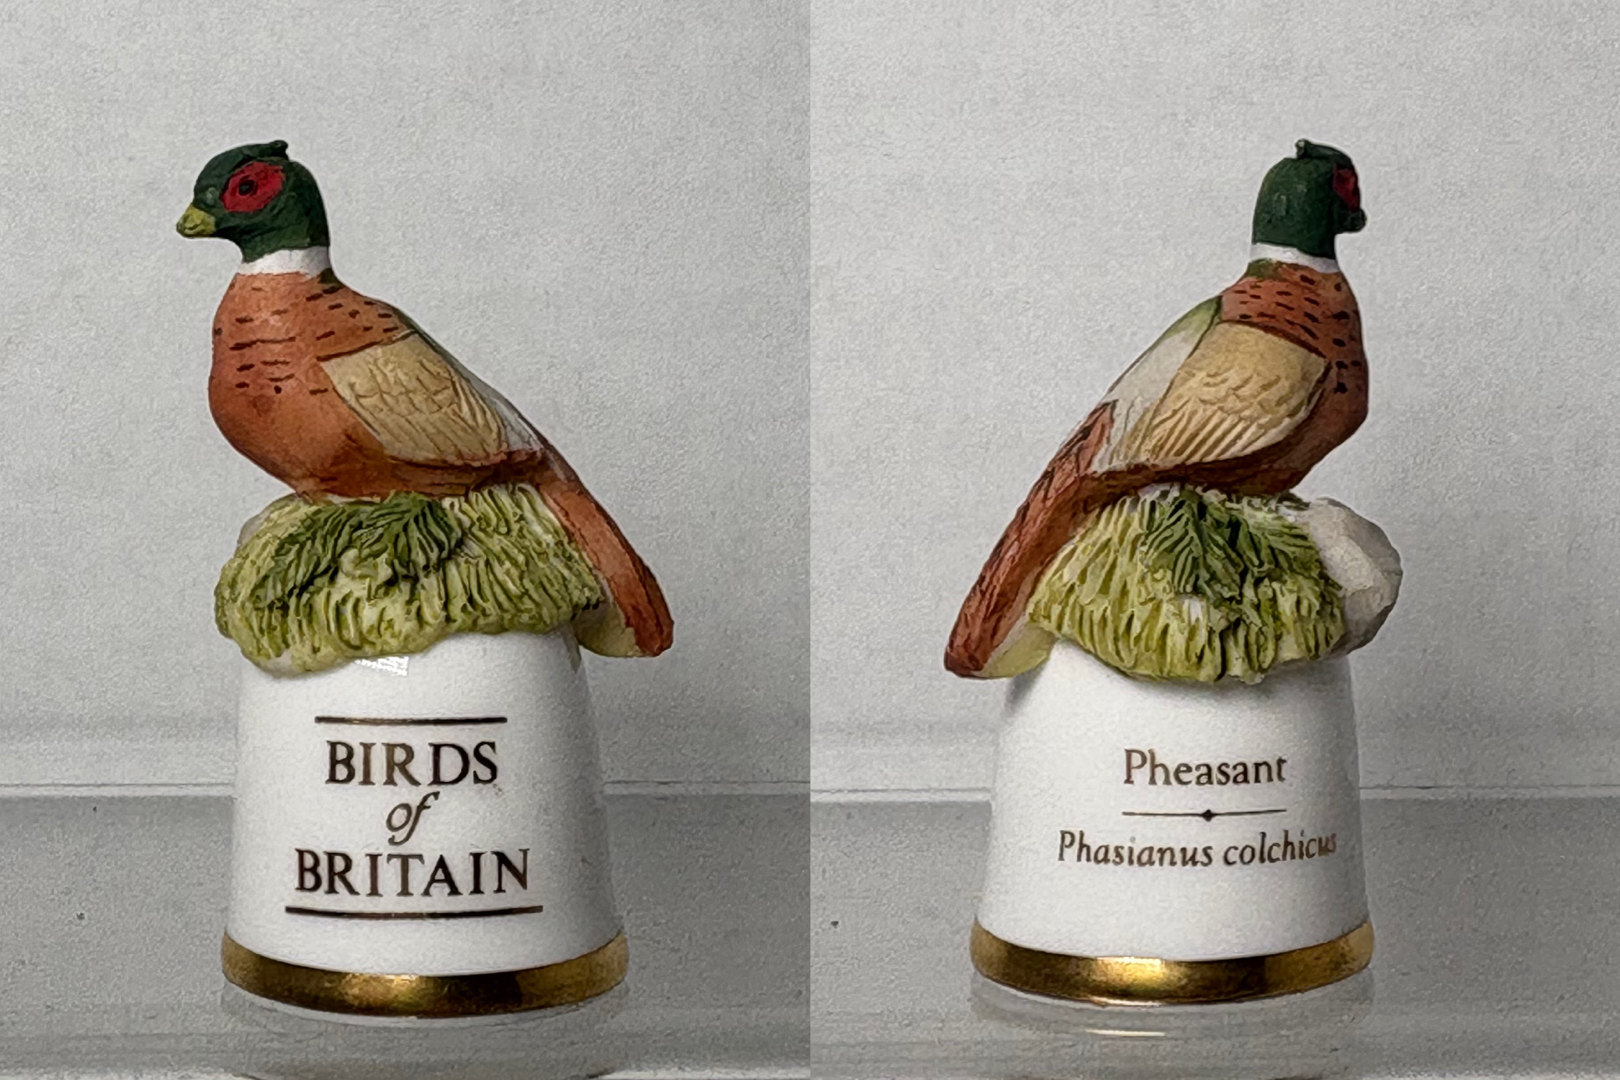 BIRDS
of
BRITAIN
Pheasant
Phasianus colchicus